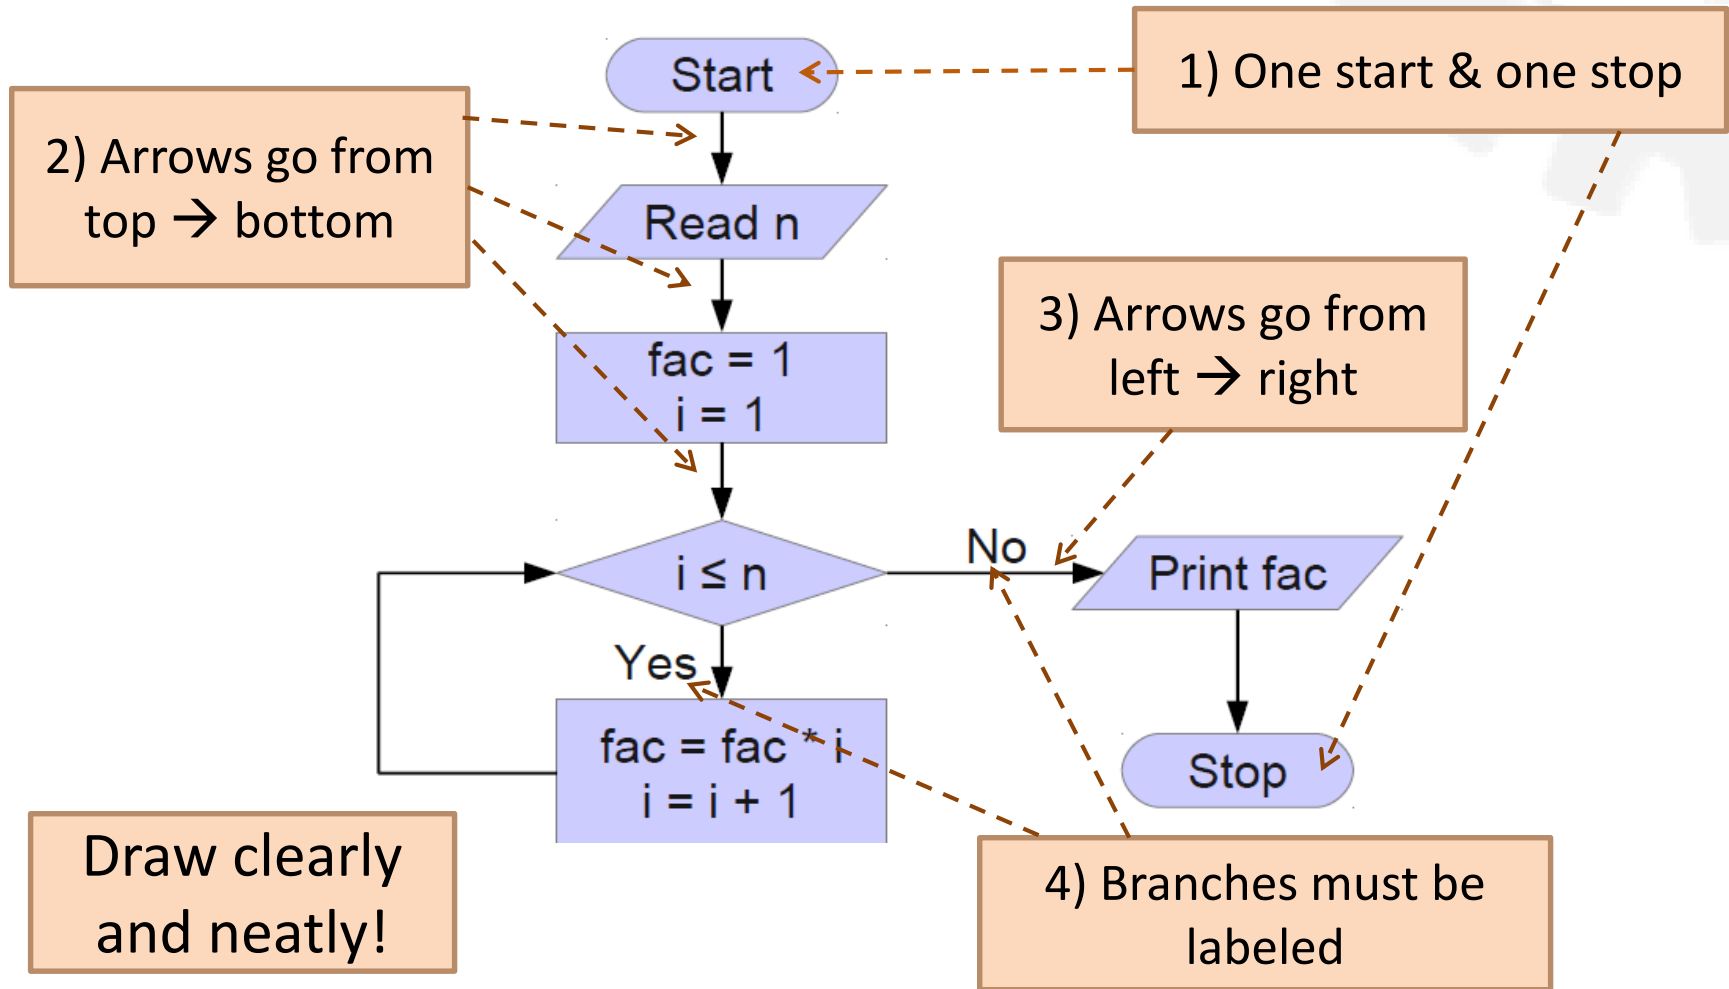 Start
1) One start & one stop
2) Arrows go from
top → bottom
Read n
3) Arrows go from
left → right
fac = 1
i = 1
i ≤ n
No
Print fac
Yes
fac = fac * i
i = i + 1
Stop
Draw clearly
and neatly!
4) Branches must be
labeled